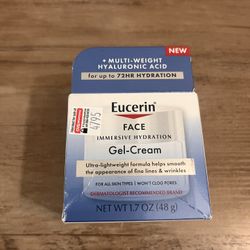 NEW
+ MULTI-WEIGHT
HYALURONIC ACID
for up to 72HR HYDRATION
4795
Eucerin®
FACE
IMMERSIVE HYDRATION
Gel-Cream
Ultra-lightweight formula helps smooth
the appearance of fine lines & wrinkles
FOR ALL SKIN TYPES | WON'T CLOG PORES
DERMATOLOGIST RECOMMENDED BRAND
NET WT 1.7 OZ (48 g)